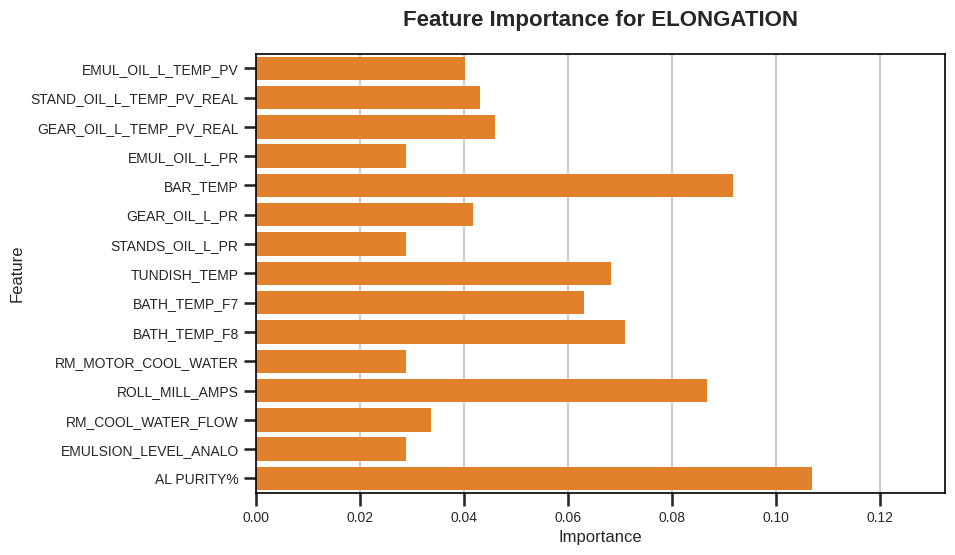 Feature Importance for ELONGATION
EMUL_OIL_L_TEMP_PV
STAND_OIL_L_TEMP_PV_REAL
GEAR_OIL_L_TEMP_PV_REAL
EMUL_OIL_L_PR
BAR_TEMP
GEAR_OIL_L_PR
STANDS_OIL_L_PR
TUNDISH_TEMP
BATH_TEMP_F7
BATH_TEMP_F8
RM_MOTOR_COOL_WATER
ROLL_MILL_AMPS
RM_COOL_WATER_FLOW
EMULSION_LEVEL_ANALO
AL PURITY%
Feature
0.00 0.02 0.04 0.06 0.08 0.10 0.12
Importance